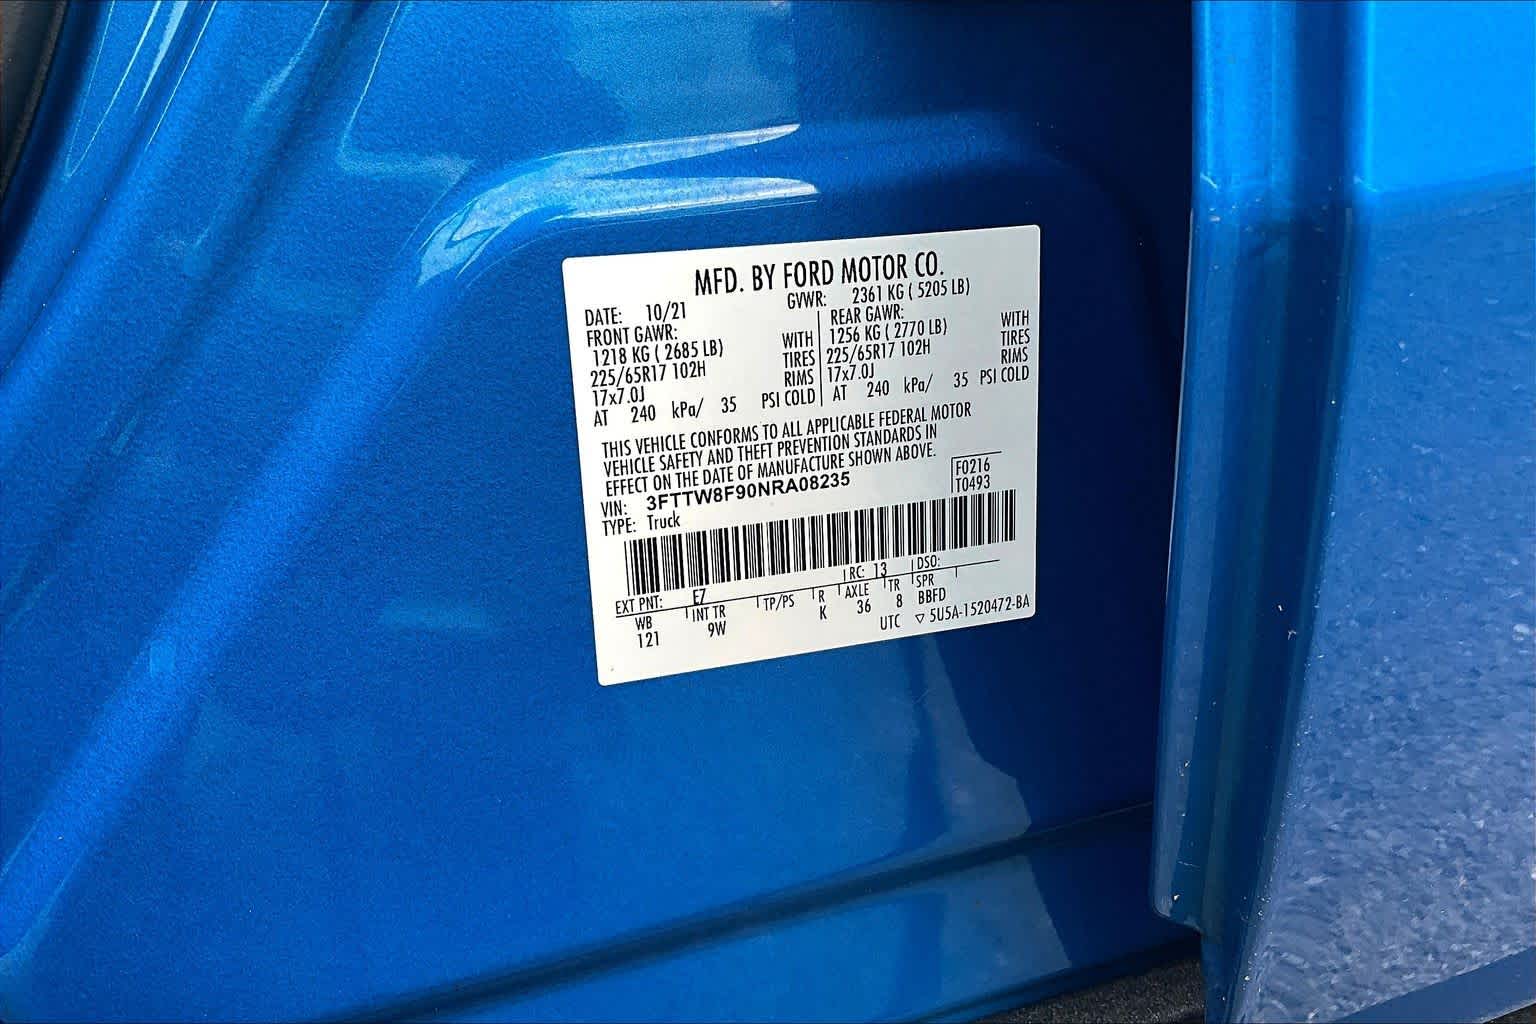 MFD. BY FORD MOTOR CO.
DATE: 10/21 GVWR: 2361 KG ( 5205 LB)
FRONT GAWR: REAR GAWR:
1218 KG ( 2685 LB) WITH 1256 KG ( 2770 LB) WITH
225/65R17 102H TIRES 225/65R17 102H TIRES
17x7.0J RIMS 17x7.0J RIMS
AT 240 kPa/ 35 PSI COLD AT 240 kPa/ 35 PSI COLD
THIS VEHICLE CONFORMS TO ALL APPLICABLE FEDERAL MOTOR
VEHICLE SAFETY AND THEFT PREVENTION STANDARDS IN
EFFECT ON THE DATE OF MANUFACTURE SHOWN ABOVE.
VIN: 3FTTW8F90NRA08235 F0216
TYPE: Truck T0493
EXT PNT: E7 RC: 13 DSO:
WB INT TR TP/PS R AXLE TR SPR
121 9W K 36 8 BBFD
UTC ▽ 5U5A-1520472-BA